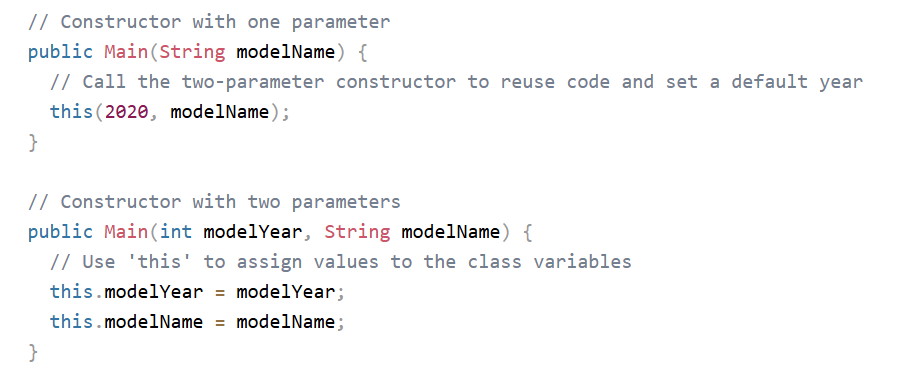 // Constructor with one parameter
public Main(String modelName) {
  // Call the two-parameter constructor to reuse code and set a default year
  this(2020, modelName);
}

// Constructor with two parameters
public Main(int modelYear, String modelName) {
  // Use 'this' to assign values to the class variables
  this.modelYear = modelYear;
  this.modelName = modelName;
}